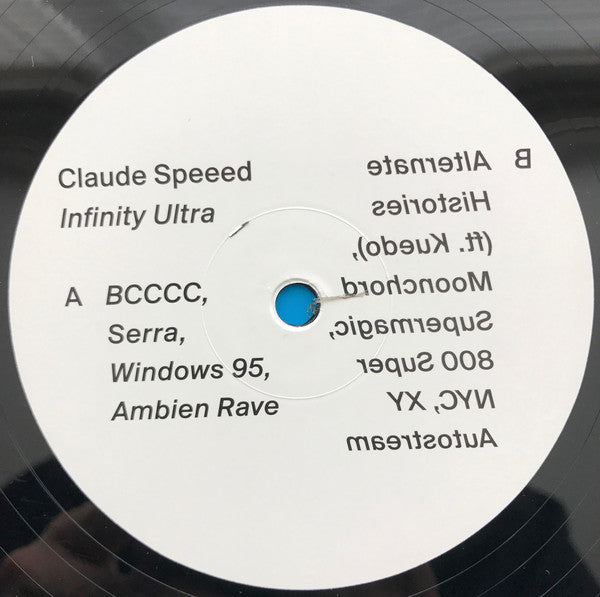 Claude Speeed
Infinity Ultra
A BCCCC,
Serra,
Windows 95,
Ambien Rave
B Alternate
Histories
(ft. Kuedo),
Moonchord
Supermagic,
800 Super
NYC, XY
Autostream